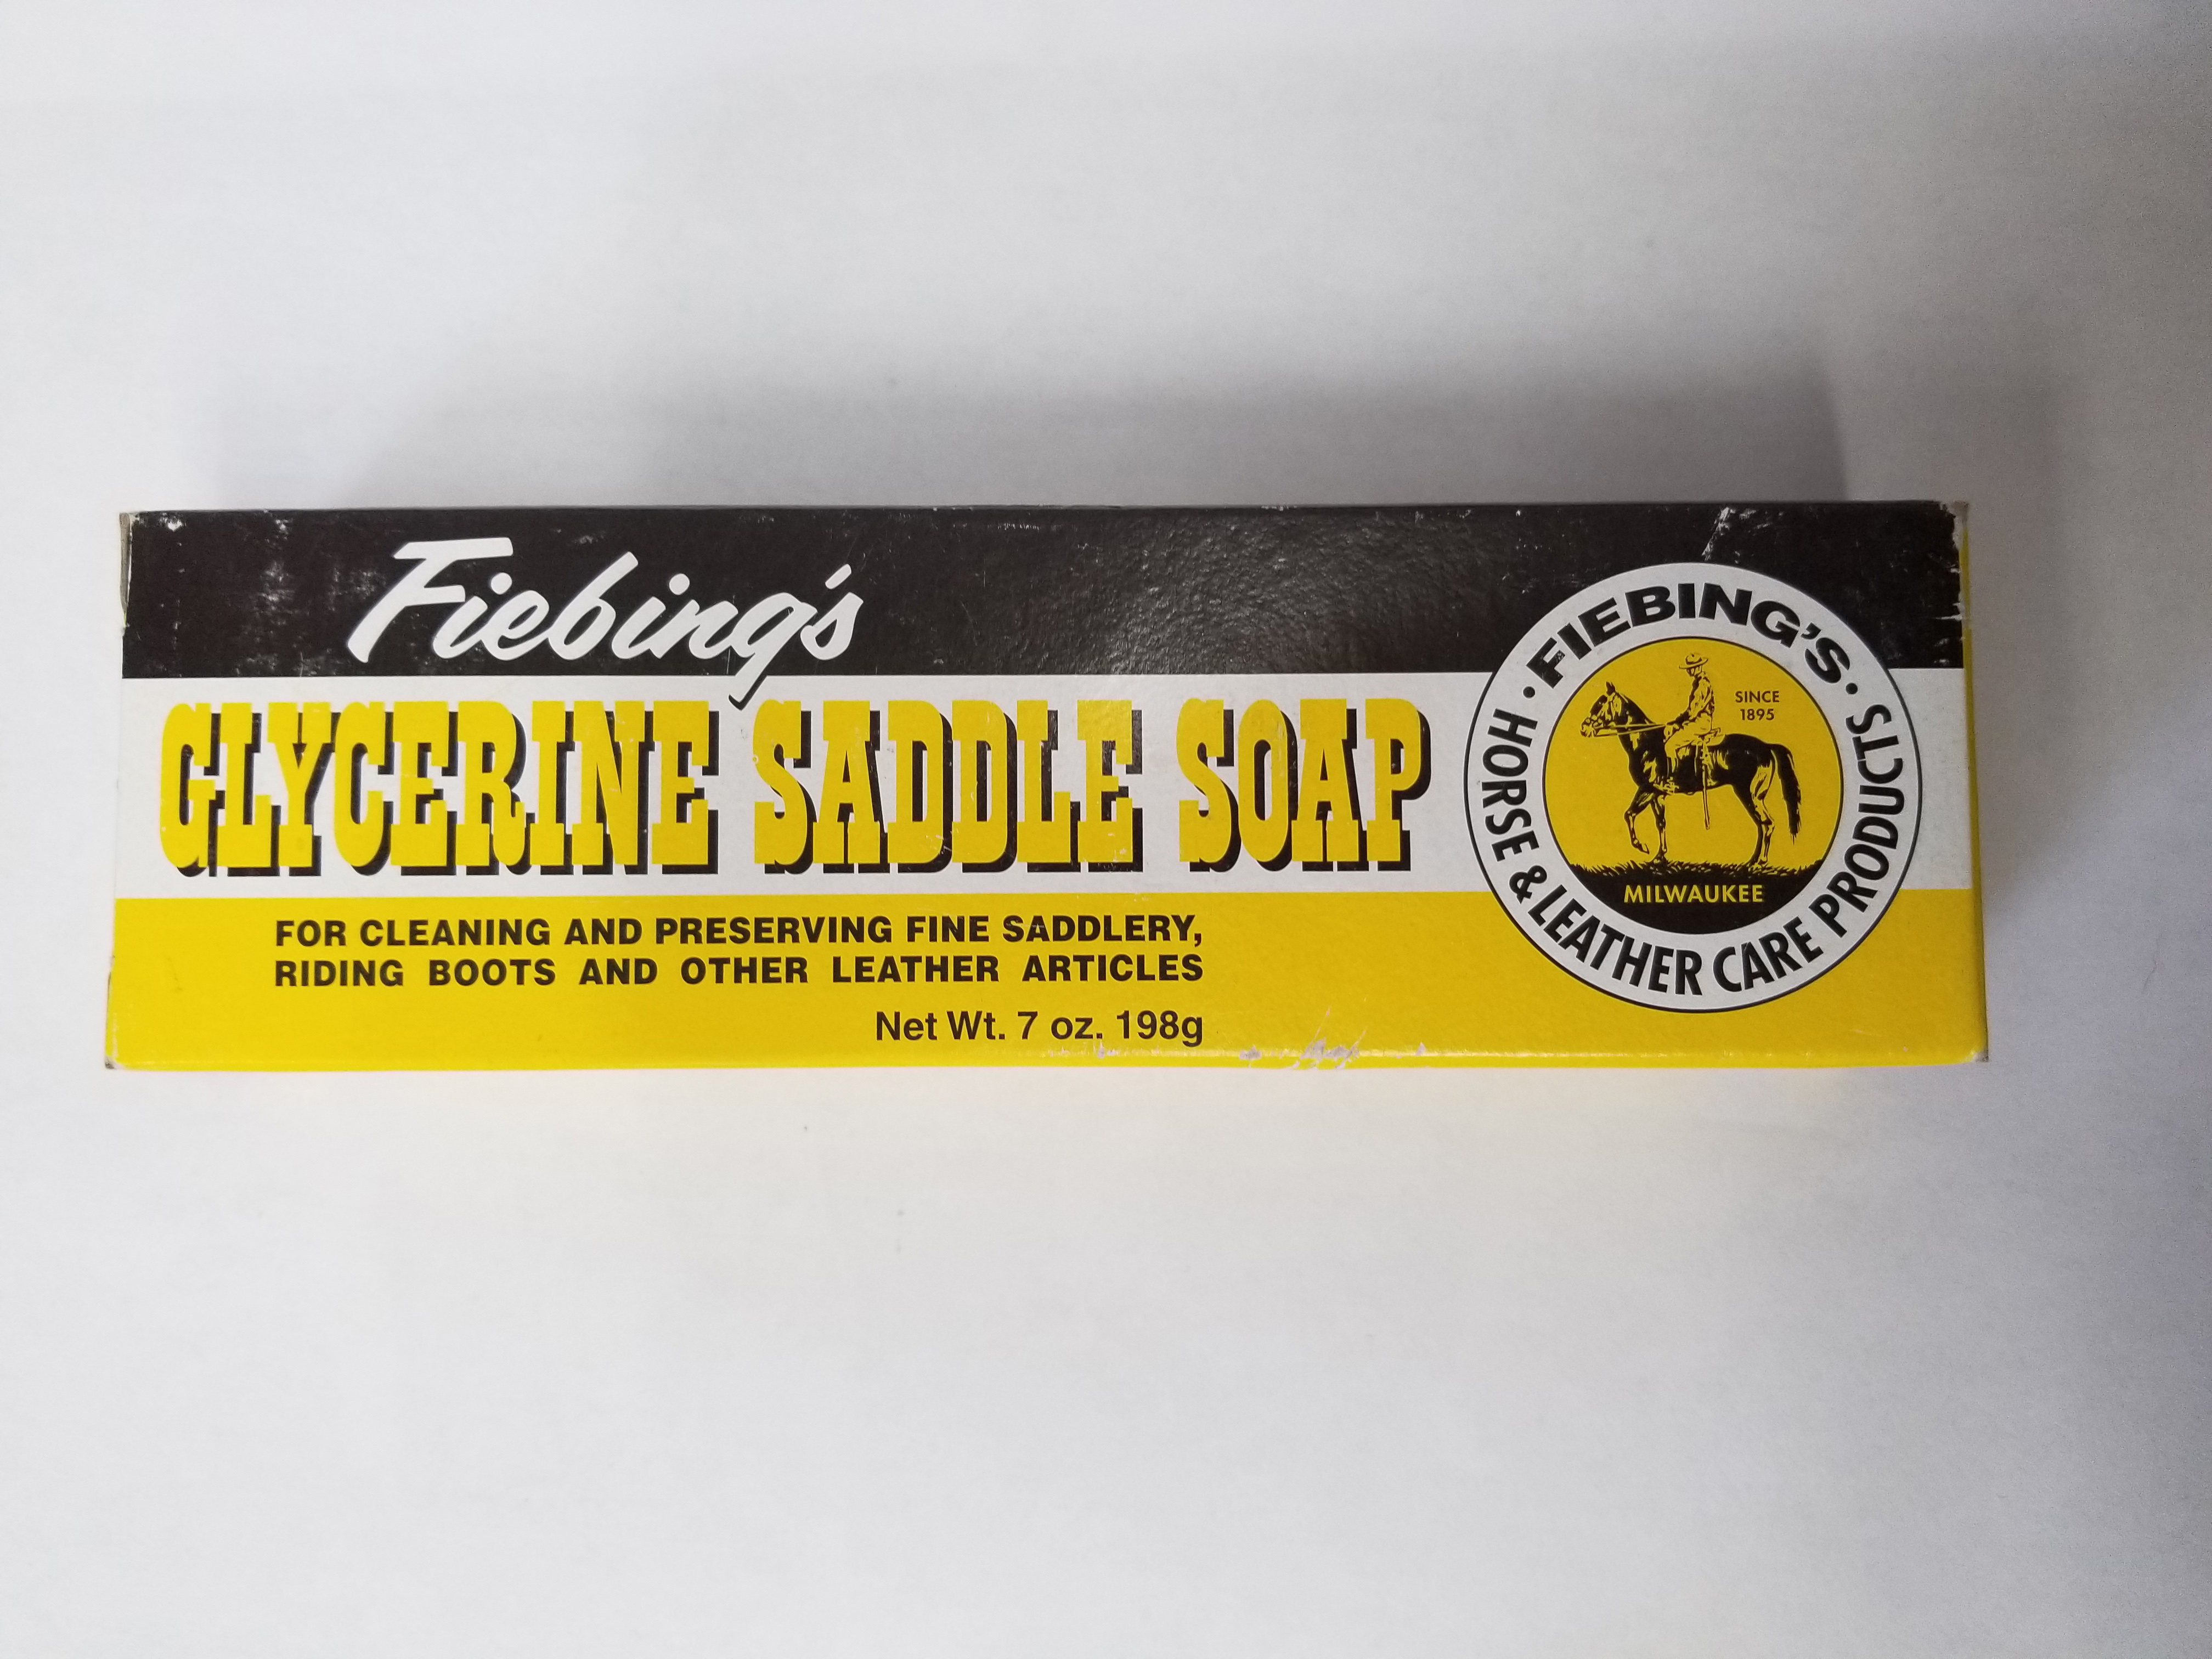 Fiebing's
GLYCERINE SADDLE SOAP
FOR CLEANING AND PRESERVING FINE SADDLERY,
RIDING BOOTS AND OTHER LEATHER ARTICLES
Net Wt. 7 oz. 198g
• FIEBING'S •
HORSE & LEATHER CARE PRODUCTS
SINCE
1895
MILWAUKEE